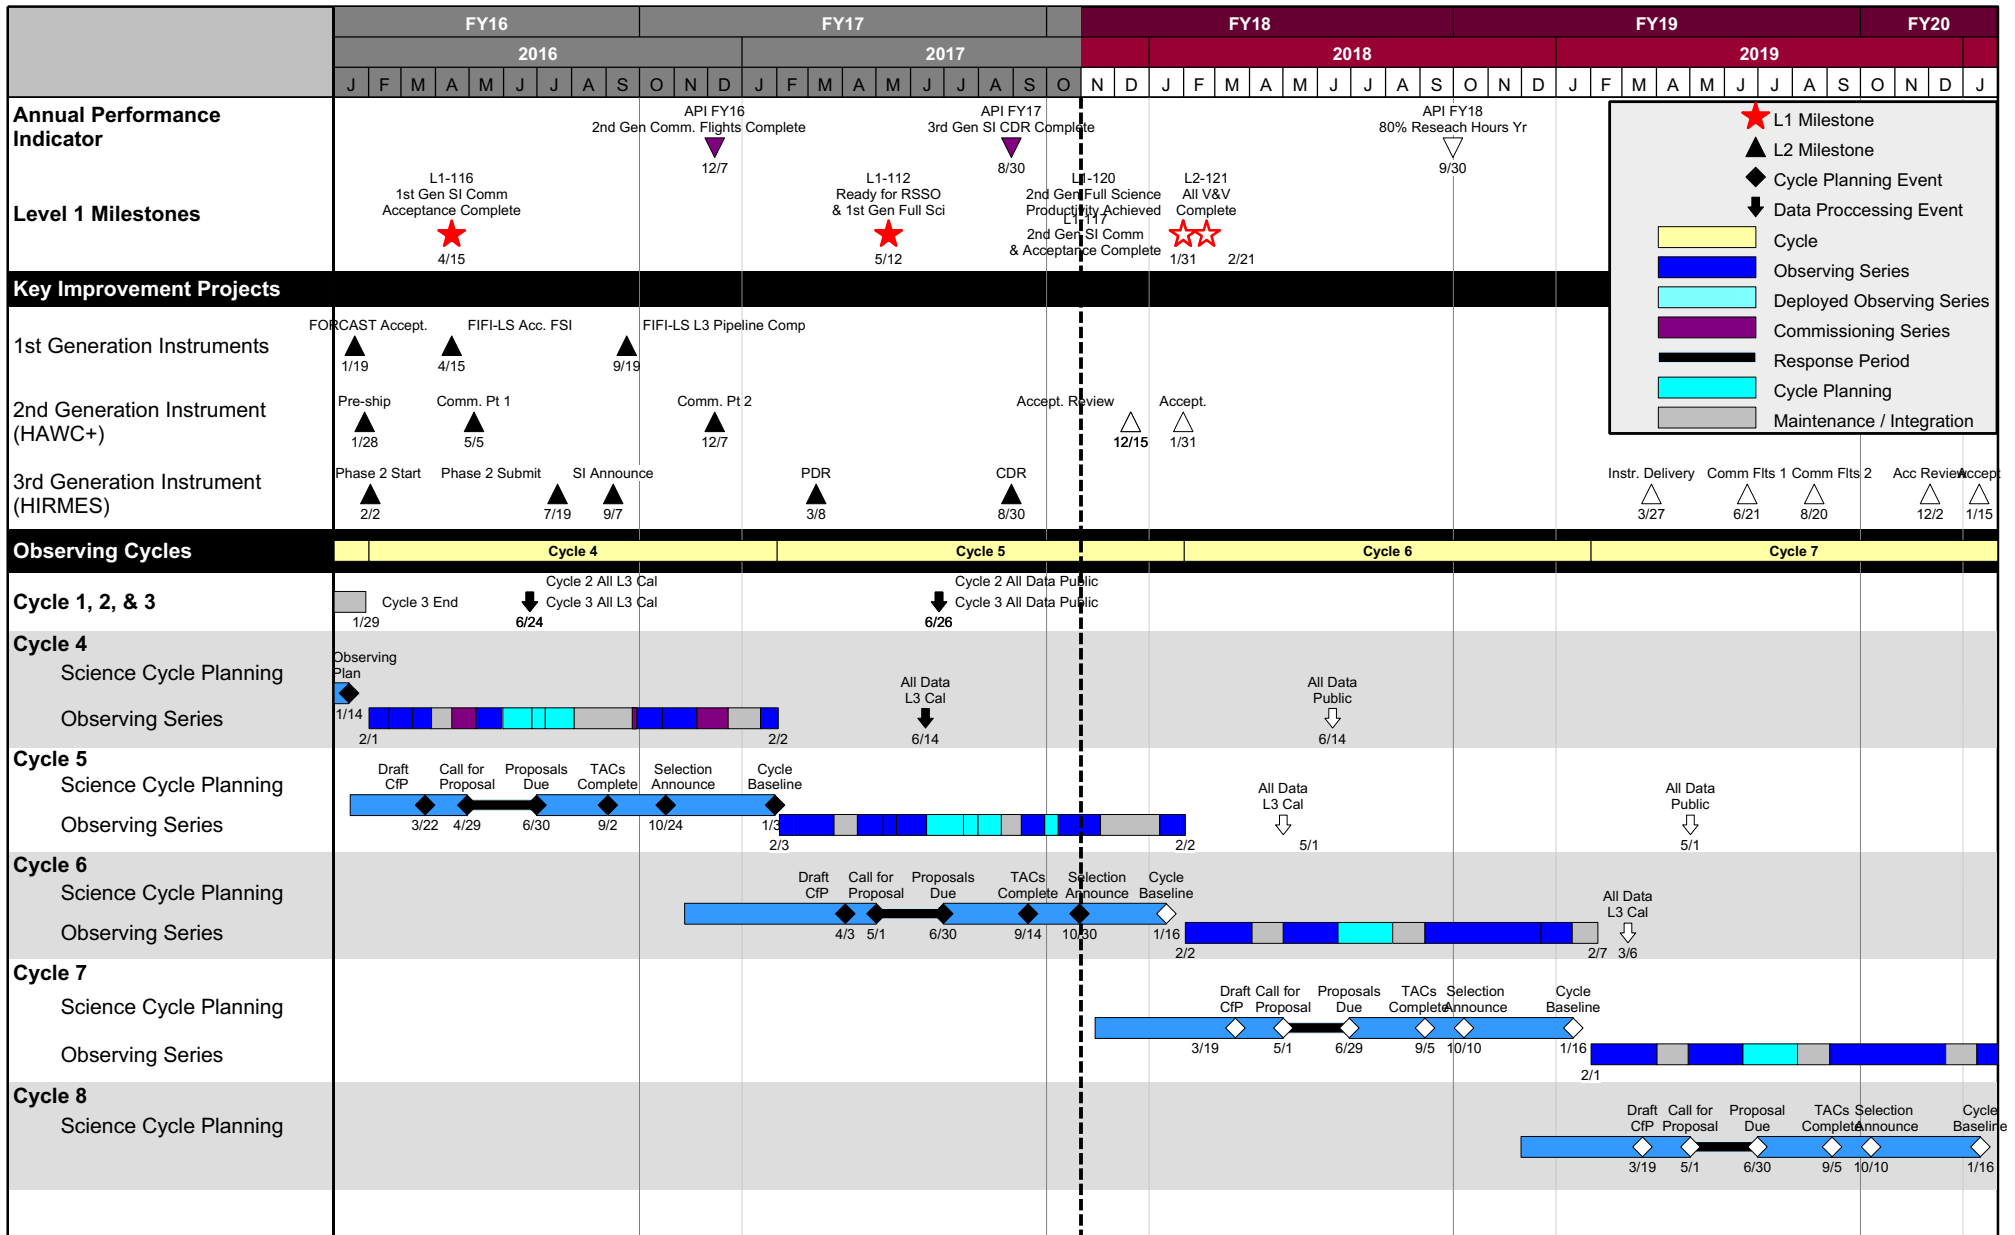 FY16 FY17 FY18 FY19 FY20
2016 2017 2018 2019
J F M A M J J A S O N D J F M A M J J A S O N D J F M A M J J A S O N D J F M A M J J A S O N D J
Annual Performance
Indicator
API FY16
2nd Gen Comm. Flights Complete
12/7
API FY17
3rd Gen SI CDR Complete
8/30
API FY18
80% Reseach Hours Yr
9/30
Level 1 Milestones
L1-116
1st Gen SI Comm
Acceptance Complete
4/15
L1-112
Ready for RSSO
& 1st Gen Full Sci
5/12
L1-120
2nd Gen Full Science
Productivity Achieved
L1-117
2nd Gen SI Comm
& Acceptance Complete
1/31
L2-121
All V&V
Complete
2/21
L1 Milestone
L2 Milestone
Cycle Planning Event
Data Proccessing Event
Cycle
Observing Series
Deployed Observing Series
Commissioning Series
Response Period
Cycle Planning
Maintenance / Integration
Key Improvement Projects
1st Generation Instruments
FORCAST Accept. FIFI-LS Acc. FSI FIFI-LS L3 Pipeline Comp
1/19 4/15 9/19
2nd Generation Instrument
(HAWC+)
Pre-ship Comm. Pt 1 Comm. Pt 2 Accept. Review Accept.
1/28 5/5 12/7 12/15 1/31
3rd Generation Instrument
(HIRMES)
Phase 2 Start Phase 2 Submit SI Announce PDR CDR Instr. Delivery Comm Flts 1 Comm Flts 2 Acc Review Accept
2/2 7/19 9/7 3/8 8/30 3/27 6/21 8/20 12/2 1/15
Observing Cycles
Cycle 4 Cycle 5 Cycle 6 Cycle 7
Cycle 1, 2, & 3
Cycle 3 End
1/29
Cycle 2 All L3 Cal
Cycle 3 All L3 Cal
6/24
Cycle 2 All Data Public
Cycle 3 All Data Public
6/26
Cycle 4
Science Cycle Planning
Observing
Plan
1/14
Observing Series
2/1 2/2
All Data
L3 Cal
6/14
All Data
Public
6/14
Cycle 5
Science Cycle Planning
Draft
CfP
3/22
Call for
Proposal
4/29
Proposals
Due
6/30
TACs
Complete
9/2
Selection
Announce
10/24
Cycle
Baseline
1/3
Observing Series
2/3 2/2
All Data
L3 Cal
5/1
All Data
Public
5/1
Cycle 6
Science Cycle Planning
Draft
CfP
4/3
Call for
Proposal
5/1
Proposals
Due
6/30
TACs
Complete
9/14
Selection
Announce
10/30
Cycle
Baseline
1/16
Observing Series
2/2 2/7
All Data
L3 Cal
3/6
Cycle 7
Science Cycle Planning
Draft
CfP
3/19
Call for
Proposal
5/1
Proposals
Due
6/29
TACs
Complete
9/5
Selection
Announce
10/10
Cycle
Baseline
1/16
Observing Series
2/1
Cycle 8
Science Cycle Planning
Draft
CfP
3/19
Call for
Proposal
5/1
Proposal
Due
6/30
TACs
Complete
9/5
Selection
Announce
10/10
Cycle
Baseline
1/16